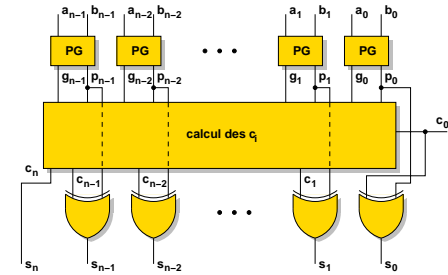 aₙ₋₁ bₙ₋₁ aₙ₋₂ bₙ₋₂ a₁ b₁ a₀ b₀
PG PG PG PG
gₙ₋₁ pₙ₋₁ gₙ₋₂ pₙ₋₂ g₁ p₁ g₀ p₀
calcul des cᵢ
c₀
cₙ cₙ₋₁ cₙ₋₂ c₁
sₙ sₙ₋₁ sₙ₋₂ s₁ s₀